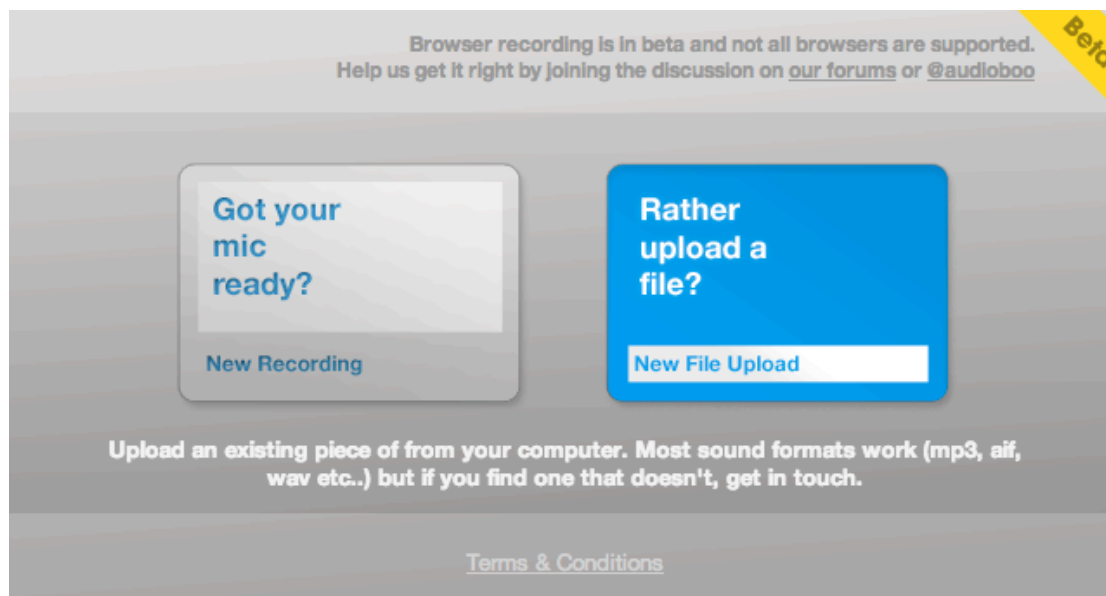 Browser recording is in beta and not all browsers are supported.
Help us get it right by joining the discussion on our forums or @audioboo
Beta
Got your
mic
ready?
New Recording
Rather
upload a
file?
New File Upload
Upload an existing piece of from your computer. Most sound formats work (mp3, aif,
wav etc..) but if you find one that doesn't, get in touch.
Terms & Conditions